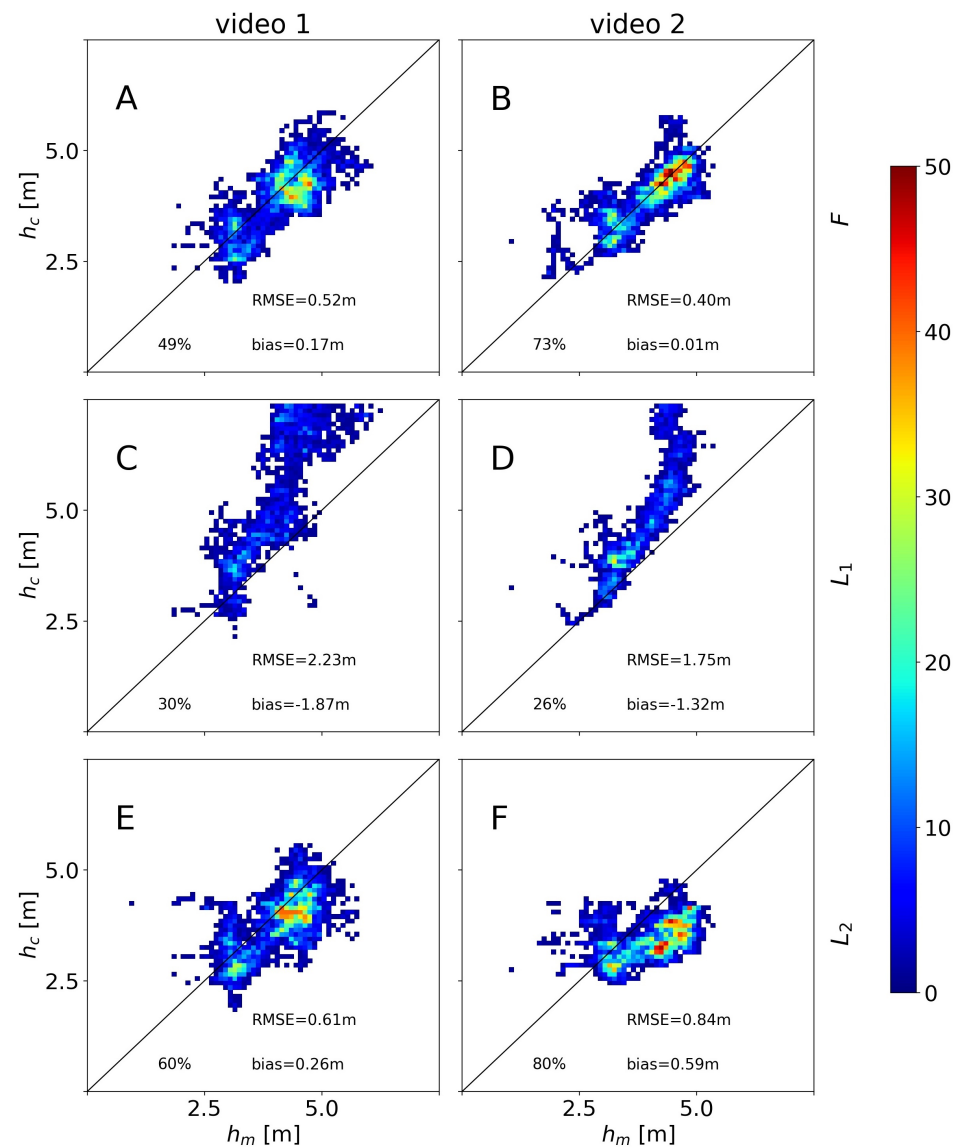 video 1
video 2
A
B
5.0
h_c [m]
2.5
RMSE=0.52m
49%
bias=0.17m
RMSE=0.40m
73%
bias=0.01m
F
C
D
5.0
h_c [m]
2.5
RMSE=2.23m
30%
bias=-1.87m
RMSE=1.75m
26%
bias=-1.32m
L_1
E
F
5.0
h_c [m]
2.5
RMSE=0.61m
60%
bias=0.26m
RMSE=0.84m
80%
bias=0.59m
L_2
2.5 5.0
h_m [m]
2.5 5.0
h_m [m]
50
40
30
20
10
0